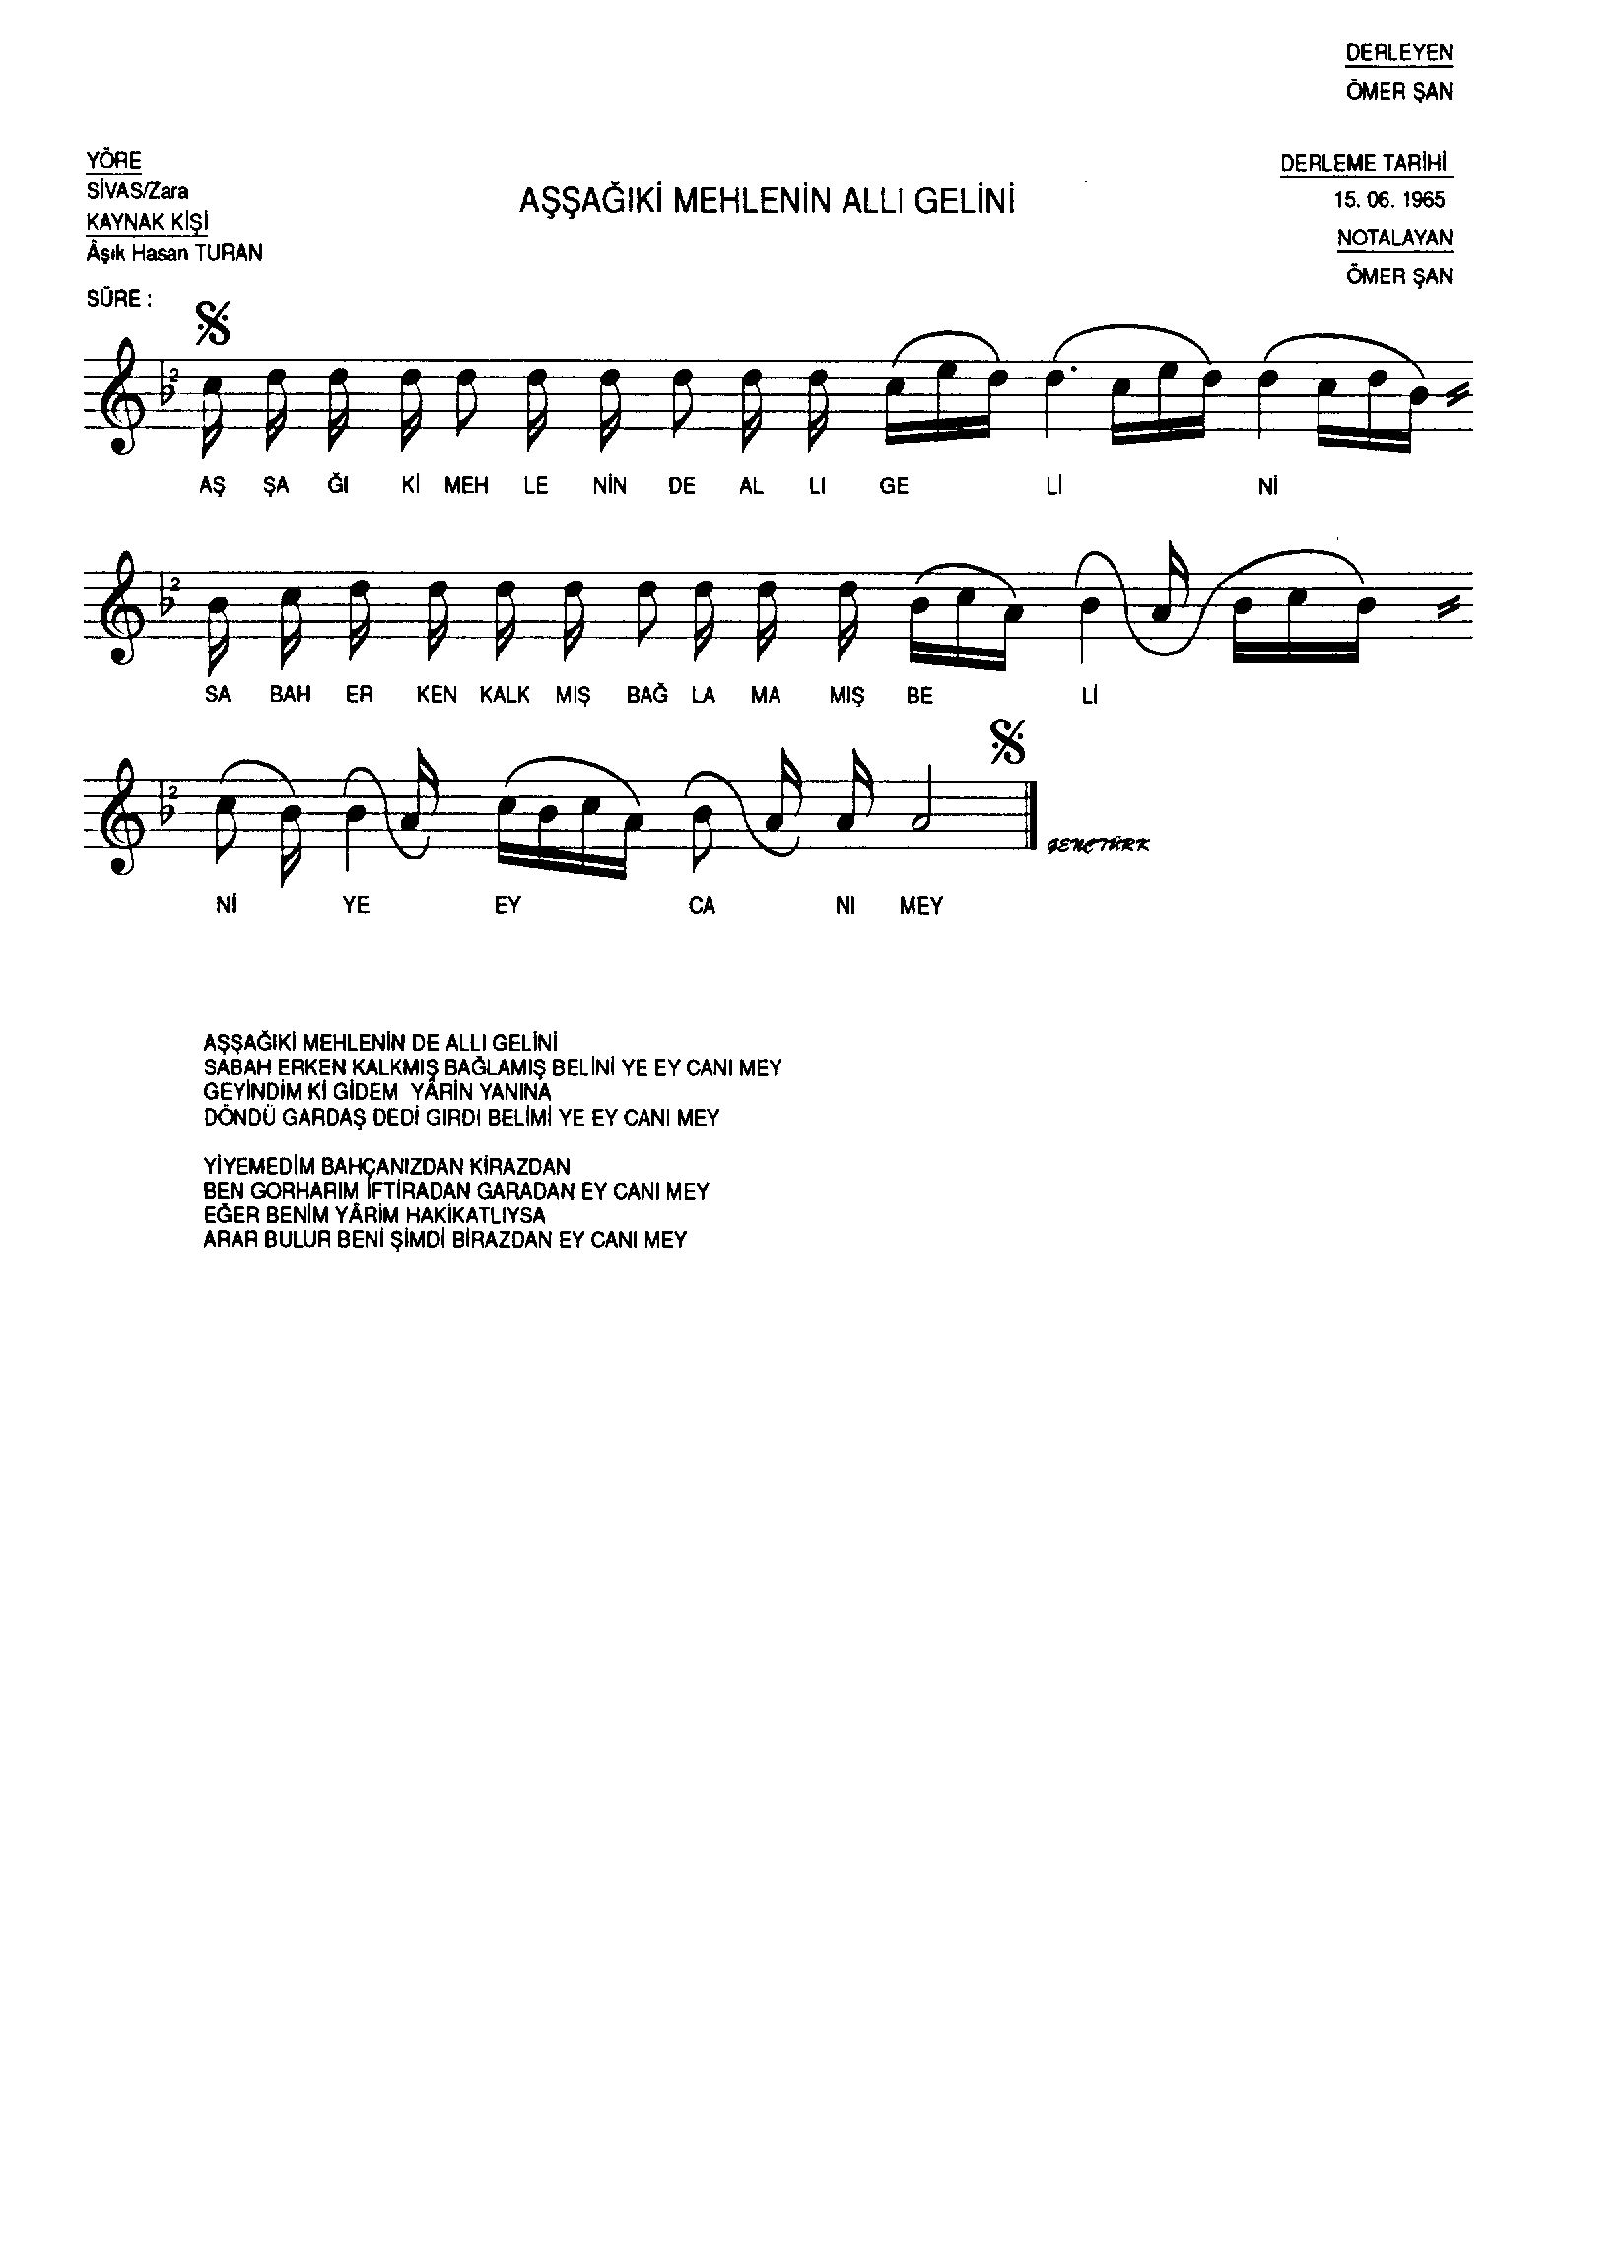 DERLEYEN
ÖMER ŞAN
YÖRE
SİVAS/Zara
KAYNAK KİŞİ
Âşık Hasan TURAN
SÜRE :
AŞŞAĞIKİ MEHLENİN ALLI GELİNİ
DERLEME TARİHİ
15. 06. 1965
NOTALAYAN
ÖMER ŞAN
2
AŞ ŞA ĞI Kİ MEH LE NİN DE AL LI GE Lİ Nİ
2
SA BAH ER KEN KALK MIŞ BAĞ LA MA MIŞ BE Lİ
2
GENÇTÜRK
Nİ YE EY CA NI MEY
AŞŞAĞIKİ MEHLENİN DE ALLI GELİNİ
SABAH ERKEN KALKMIŞ BAĞLAMIŞ BELİNİ YE EY CANI MEY
GEYİNDİM Kİ GİDEM YÂRİN YANINA
DÖNDÜ GARDAŞ DEDİ GIRDI BELİMİ YE EY CANI MEY
YİYEMEDİM BAHÇANIZDAN KİRAZDAN
BEN GORHARIM İFTİRADAN GARADAN EY CANI MEY
EĞER BENİM YÂRİM HAKİKATLIYSA
ARAR BULUR BENİ ŞİMDİ BİRAZDAN EY CANI MEY